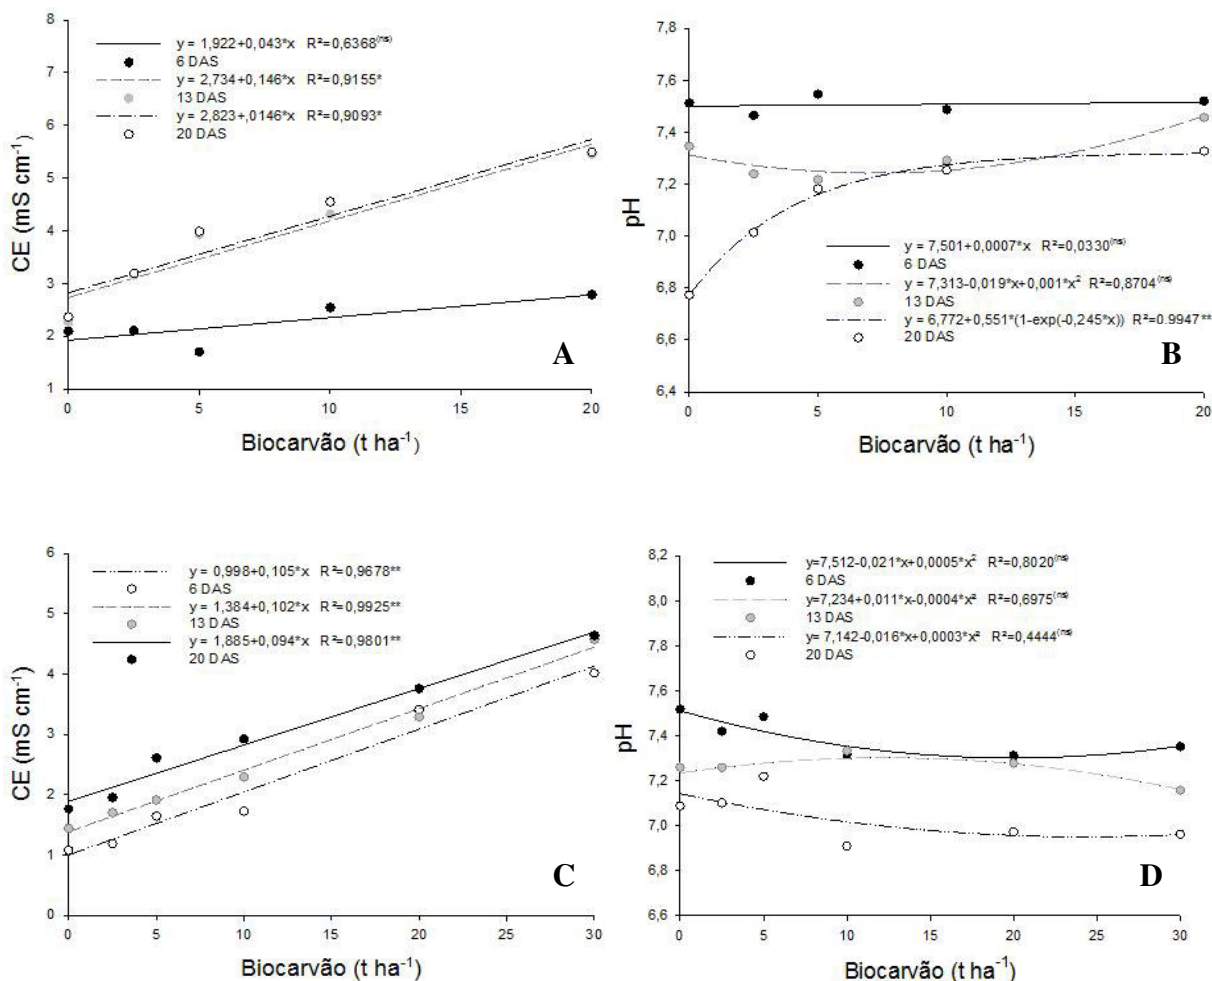 8
7
6
5
4
3
2
1
CE (mS cm⁻¹)
y = 1,922+0,043*x R²=0,6368⁽ⁿˢ⁾
6 DAS
y = 2,734+0,146*x R²=0,9155*
13 DAS
y = 2,823+,0146*x R²=0,9093*
20 DAS
A
0 5 10 15 20
Biocarvão (t ha⁻¹)
7,8
7,6
7,4
7,2
7,0
6,8
6,6
6,4
pH
y = 7,501+0,0007*x R²=0,0330⁽ⁿˢ⁾
6 DAS
y = 7,313-0,019*x+0,001*x² R²=0,8704⁽ⁿˢ⁾
13 DAS
y = 6,772+0,551*(1-exp(-0,245*x)) R²=0.9947**
20 DAS
B
0 5 10 15 20
Biocarvão (t ha⁻¹)
6
5
4
3
2
1
0
CE (mS cm⁻¹)
y = 0,998+0,105*x R²=0,9678**
6 DAS
y = 1,384+0,102*x R²=0,9925**
13 DAS
y = 1,885+0,094*x R²=0,9801**
20 DAS
C
0 5 10 15 20 25 30
Biocarvão (t ha⁻¹)
8,2
8,0
7,8
7,6
7,4
7,2
7,0
6,8
6,6
pH
y=7,512-0,021*x+0,0005*x² R²=0,8020⁽ⁿˢ⁾
6 DAS
y=7,234+0,011*x-0,0004*x² R²=0,6975⁽ⁿˢ⁾
13 DAS
y= 7,142-0,016*x+0,0003*x² R²=0,4444⁽ⁿˢ⁾
20 DAS
D
0 5 10 15 20 25 30
Biocarvão (t ha⁻¹)